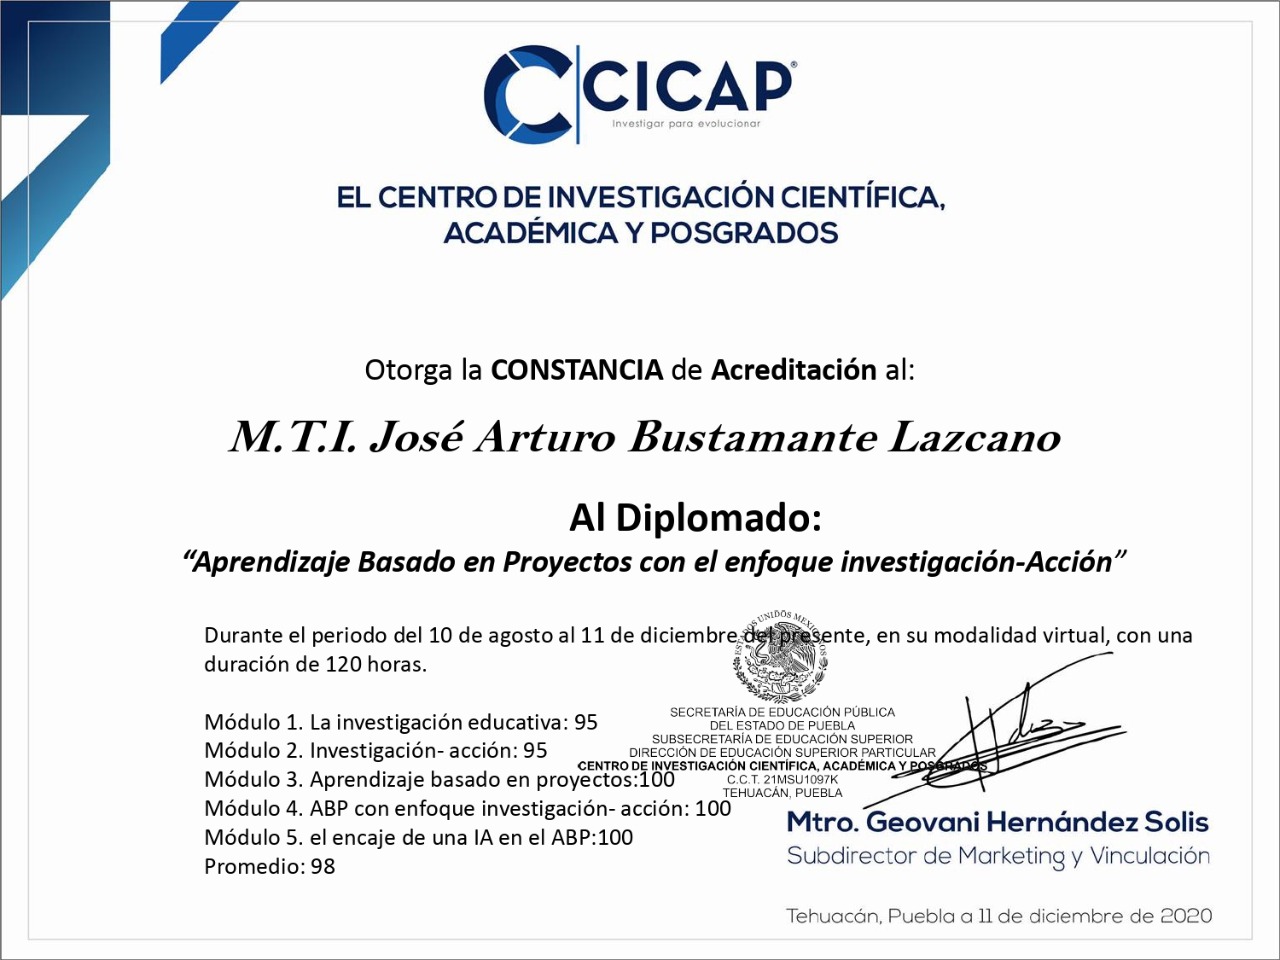 CICAP®
Investigar para evolucionar
EL CENTRO DE INVESTIGACIÓN CIENTÍFICA,
ACADÉMICA Y POSGRADOS
Otorga la CONSTANCIA de Acreditación al:
M.T.I. José Arturo Bustamante Lazcano
Al Diplomado:
“Aprendizaje Basado en Proyectos con el enfoque investigación-Acción”
Durante el periodo del 10 de agosto al 11 de diciembre del presente, en su modalidad virtual, con una
duración de 120 horas.
Módulo 1. La investigación educativa: 95
Módulo 2. Investigación- acción: 95
Módulo 3. Aprendizaje basado en proyectos:100
Módulo 4. ABP con enfoque investigación- acción: 100
Módulo 5. el encaje de una IA en el ABP:100
Promedio: 98
ESTADOS UNIDOS MEXICANOS
SECRETARÍA DE EDUCACIÓN PÚBLICA
DEL ESTADO DE PUEBLA
SUBSECRETARÍA DE EDUCACIÓN SUPERIOR
DIRECCIÓN DE EDUCACIÓN SUPERIOR PARTICULAR
CENTRO DE INVESTIGACIÓN CIENTÍFICA, ACADÉMICA Y POSGRADOS
C.C.T. 21MSU1097K
TEHUACÁN, PUEBLA
Mtro. Geovani Hernández Solis
Subdirector de Marketing y Vinculación
Tehuacán, Puebla a 11 de diciembre de 2020